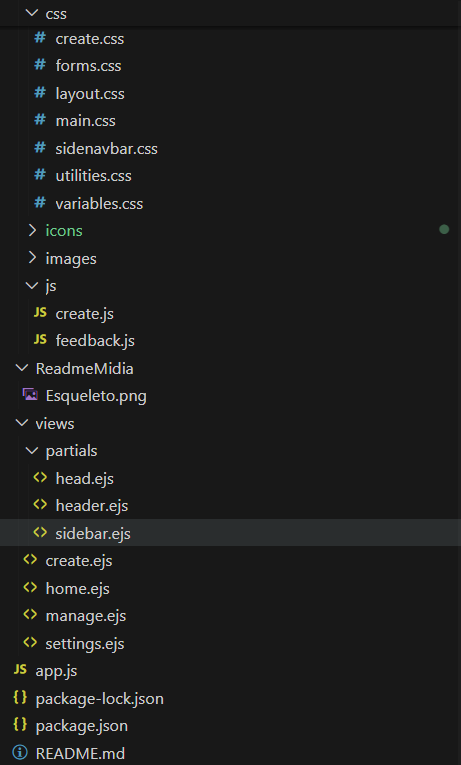 css
# create.css
# forms.css
# layout.css
# main.css
# sidenavbar.css
# utilities.css
# variables.css
icons
images
js
JS create.js
JS feedback.js
ReadmeMidia
Esqueleto.png
views
partials
<> head.ejs
<> header.ejs
<> sidebar.ejs
<> create.ejs
<> home.ejs
<> manage.ejs
<> settings.ejs
JS app.js
{} package-lock.json
{} package.json
README.md